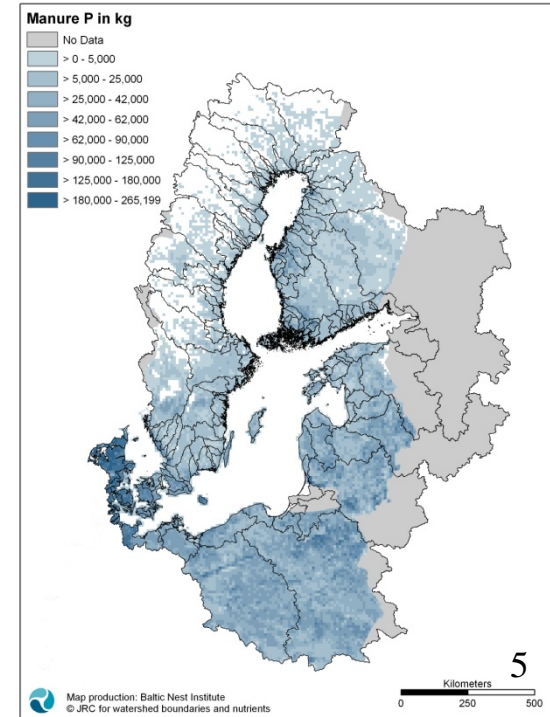 Manure P in kg
No Data
> 0 - 5,000
> 5,000 - 25,000
> 25,000 - 42,000
> 42,000 - 62,000
> 62,000 - 90,000
> 90,000 - 125,000
> 125,000 - 180,000
> 180,000 - 265,199
5
Kilometers
0 250 500
Map production: Baltic Nest Institute
© JRC for watershed boundaries and nutrients